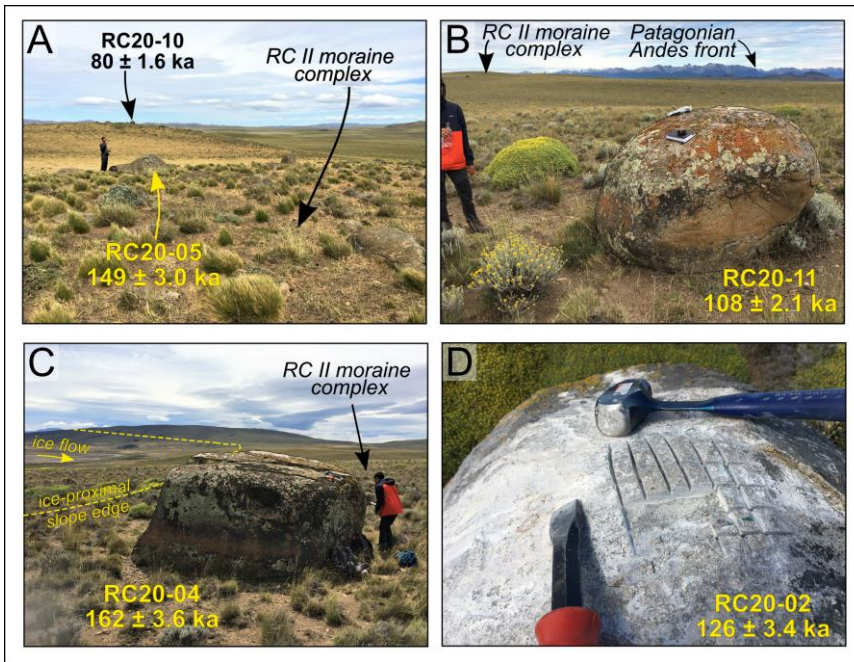 A
RC20-10
80 ± 1.6 ka
RC II moraine
complex
RC20-05
149 ± 3.0 ka
B
RC II moraine
complex
Patagonian
Andes front
RC20-11
108 ± 2.1 ka
C
RC II moraine
complex
ice flow
ice-proximal
slope edge
RC20-04
162 ± 3.6 ka
D
RC20-02
126 ± 3.4 ka